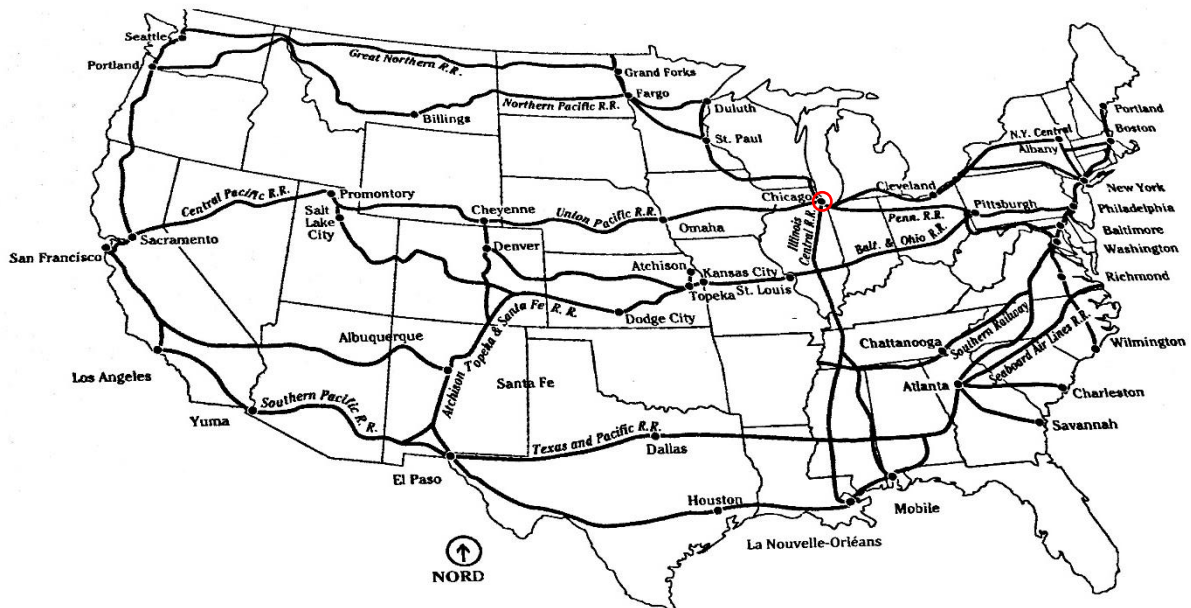 Seattle
Great Northern R.R.
Portland
Grand Forks
Fargo
Northern Pacific R.R.
Duluth
Billings
St. Paul
Portland
N.Y. Central
Boston
Albany
Central Pacific R.R.
Promontory
Chicago
Cleveland
New York
Salt
Lake
City
Cheyenne
Union Pacific R.R.
Omaha
Illinois
Central R.R.
Penn. R.R.
Pittsburgh
Philadelphia
Sacramento
Denver
Balt. & Ohio R.R.
Baltimore
San Francisco
Atchison
Kansas City
Washington
Topeka
St. Louis
Richmond
Dodge City
Albuquerque
Atchison Topeka & Santa Fe R. R.
Chattanooga
Southern Railway
Seaboard Air Lines R.R.
Wilmington
Los Angeles
Santa Fe
Atlanta
Charleston
Yuma
Southern Pacific R. R.
Texas and Pacific R.R.
Savannah
Dallas
El Paso
Houston
Mobile
La Nouvelle-Orléans
NORD